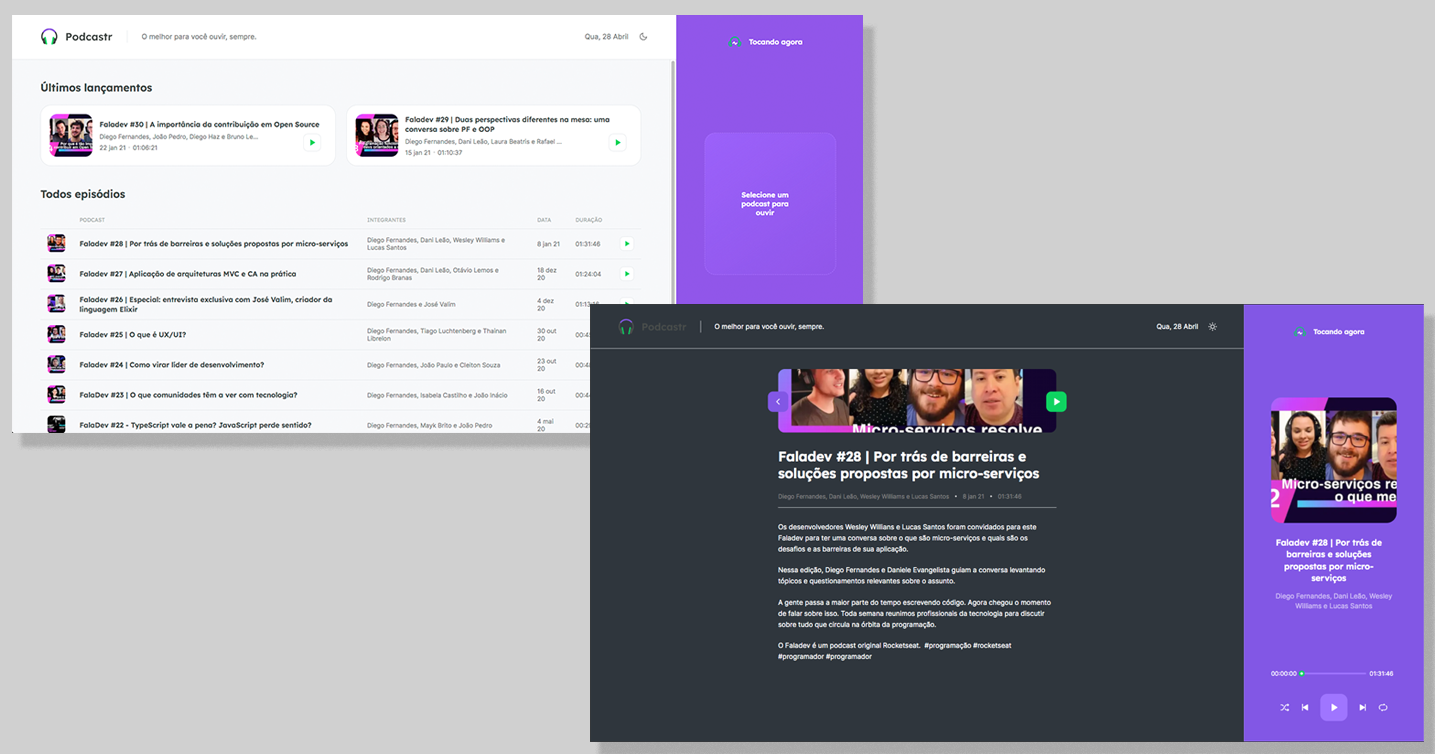 Podcastr
O melhor para você ouvir, sempre.
Qua, 28 Abril
Tocando agora
Últimos lançamentos
Faladev #30 | A importância da contribuição em Open Source
Diego Fernandes, João Pedro, Diego Haz e Bruno Le...
22 jan 21 · 01:06:21
Faladev #29 | Duas perspectivas diferentes na mesa: uma
conversa sobre PF e OOP
Diego Fernandes, Dani Leão, Laura Beatris e Rafael ...
15 jan 21 · 01:10:37
Selecione um
podcast para
ouvir
Todos episódios
PODCAST INTEGRANTES DATA DURAÇÃO
Faladev #28 | Por trás de barreiras e soluções propostas por micro-serviços
Diego Fernandes, Dani Leão, Wesley Willians e
Lucas Santos
8 jan 21
01:31:46
Faladev #27 | Aplicação de arquiteturas MVC e CA na prática
Diego Fernandes, Dani Leão, Otávio Lemos e
Rodrigo Branas
18 dez
20
01:24:04
Faladev #26 | Especial: entrevista exclusiva com José Valim, criador da
linguagem Elixir
Diego Fernandes e José Valim
4 dez
20
Faladev #25 | O que é UX/UI?
Diego Fernandes, Tiago Luchtenberg e Thainan
Librelon
30 out
20
Faladev #24 | Como virar líder de desenvolvimento?
Diego Fernandes, João Paulo e Cleiton Souza
23 out
20
Faladev #23 | O que comunidades têm a ver com tecnologia?
Diego Fernandes, Isabela Castilho e João Inácio
16 out
20
FalaDev #22 - TypeScript vale a pena? JavaScript perde sentido?
Diego Fernandes, Mayk Brito e João Pedro
4 mai
20
Podcastr
O melhor para você ouvir, sempre.
Qua, 28 Abril
Tocando agora
Micro-serviços resolve
Faladev #28 | Por trás de barreiras e
soluções propostas por micro-serviços
Diego Fernandes, Dani Leão, Wesley Willians e Lucas Santos • 8 jan 21 • 01:31:46
Os desenvolvedores Wesley Willians e Lucas Santos foram convidados para este
Faladev para ter uma conversa sobre o que são micro-serviços e quais são os
desafios e as barreiras de sua aplicação.
Nessa edição, Diego Fernandes e Daniele Evangelista guiam a conversa levantando
tópicos e questionamentos relevantes sobre o assunto.
A gente passa a maior parte do tempo escrevendo código. Agora chegou o momento
de falar sobre isso. Toda semana reunimos profissionais da tecnologia para discutir
sobre tudo que circula na órbita da programação.
O Faladev é um podcast original Rocketseat. #programação #rocketseat
#programador #programador
Micro-serviços re
2 o que me
Faladev #28 | Por trás de
barreiras e soluções
propostas por micro-
serviços
Diego Fernandes, Dani Leão, Wesley
Willians e Lucas Santos
00:00:00
01:31:46